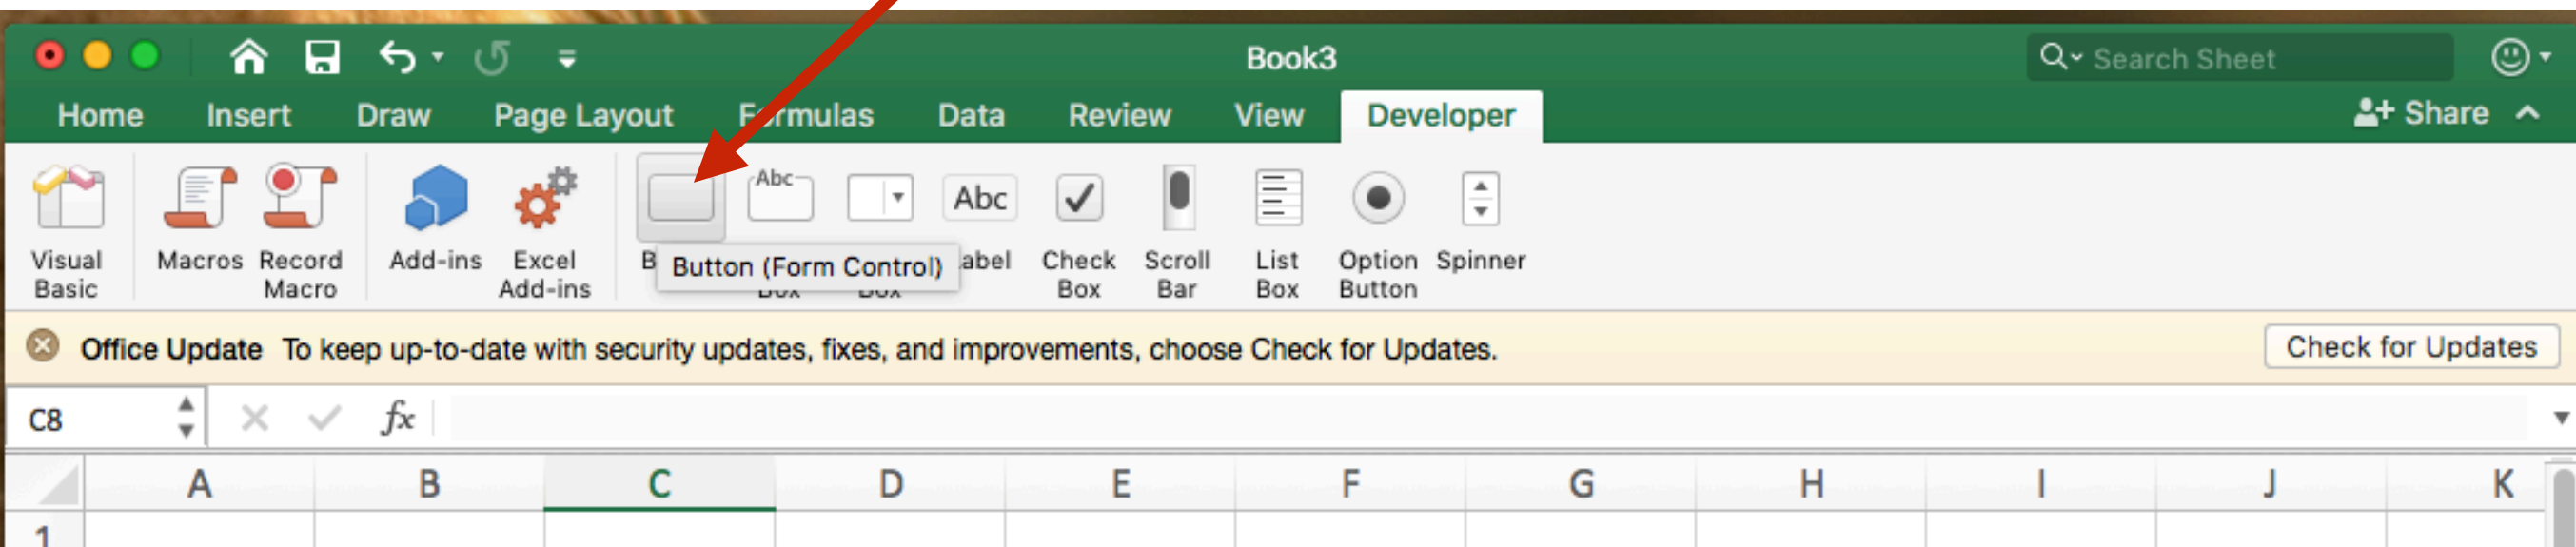 Book3
Search Sheet
Home Insert Draw Page Layout Formulas Data Review View Developer
Share
Abc
Abc
Visual Basic
Macros
Record Macro
Add-ins
Excel Add-ins
Button (Form Control)
Box
Box
abel
Check Box
Scroll Bar
List Box
Option Button
Spinner
Office Update To keep up-to-date with security updates, fixes, and improvements, choose Check for Updates.
Check for Updates
C8
fx
A B C D E F G H I J K
1